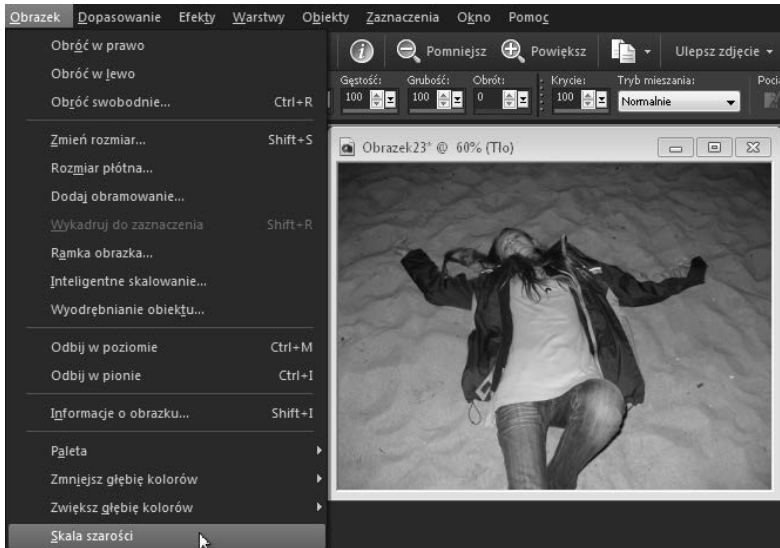 Obrazek Dopasowanie Efekty Warstwy Obiekty Zaznaczenia Okno Pomoc
Pomniejsz Powiększ Ulepsz zdjęcie
Gęstość: Grubość: Obrót: Krycie: Tryb mieszania:
100 100 0 100 Normalnie
Obróć w prawo
Obróć w lewo
Obróć swobodnie... Ctrl+R
Zmień rozmiar... Shift+S
Rozmiar płótna...
Dodaj obramowanie...
Wykadruj do zaznaczenia Shift+R
Ramka obrazka...
Inteligentne skalowanie...
Wyodrębnianie obiektu...
Odbij w poziomie Ctrl+M
Odbij w pionie Ctrl+I
Informacje o obrazku... Shift+I
Paleta
Zmniejsz głębię kolorów
Zwiększ głębię kolorów
Skala szarości
Obrazek23* @ 60% (Tło)